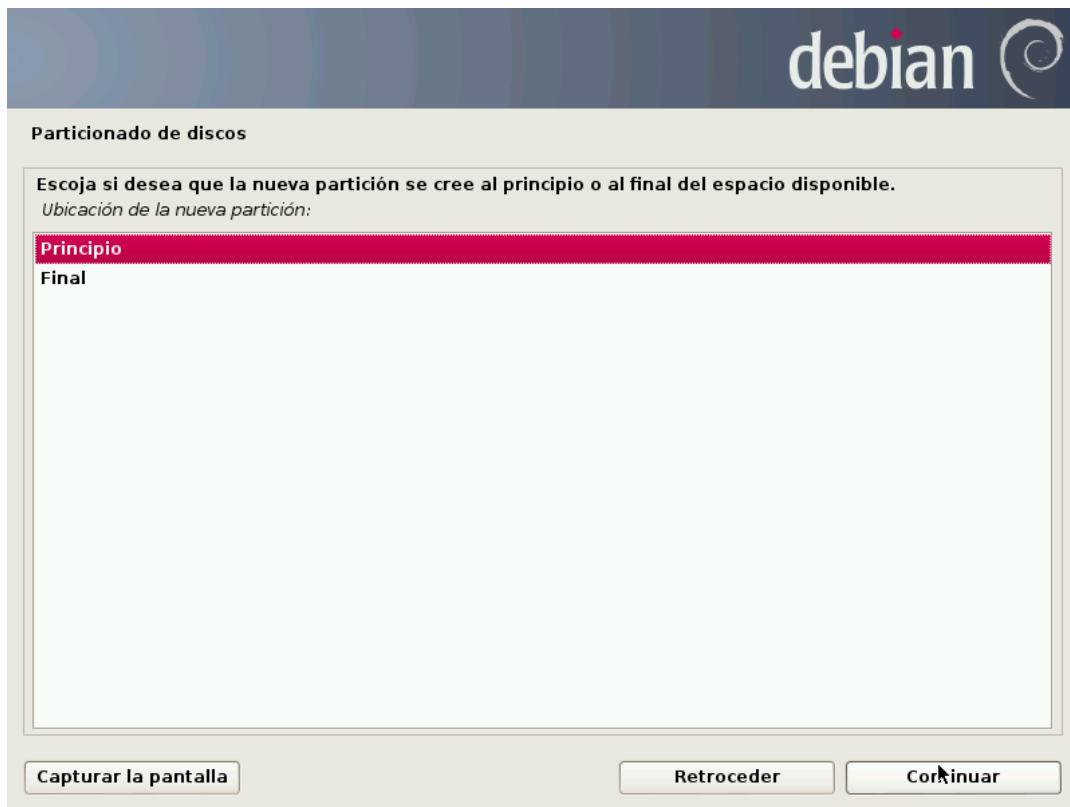 debian
Particionado de discos
Escoja si desea que la nueva partición se cree al principio o al final del espacio disponible.
Ubicación de la nueva partición:
Principio
Final
Capturar la pantalla
Retroceder
Continuar